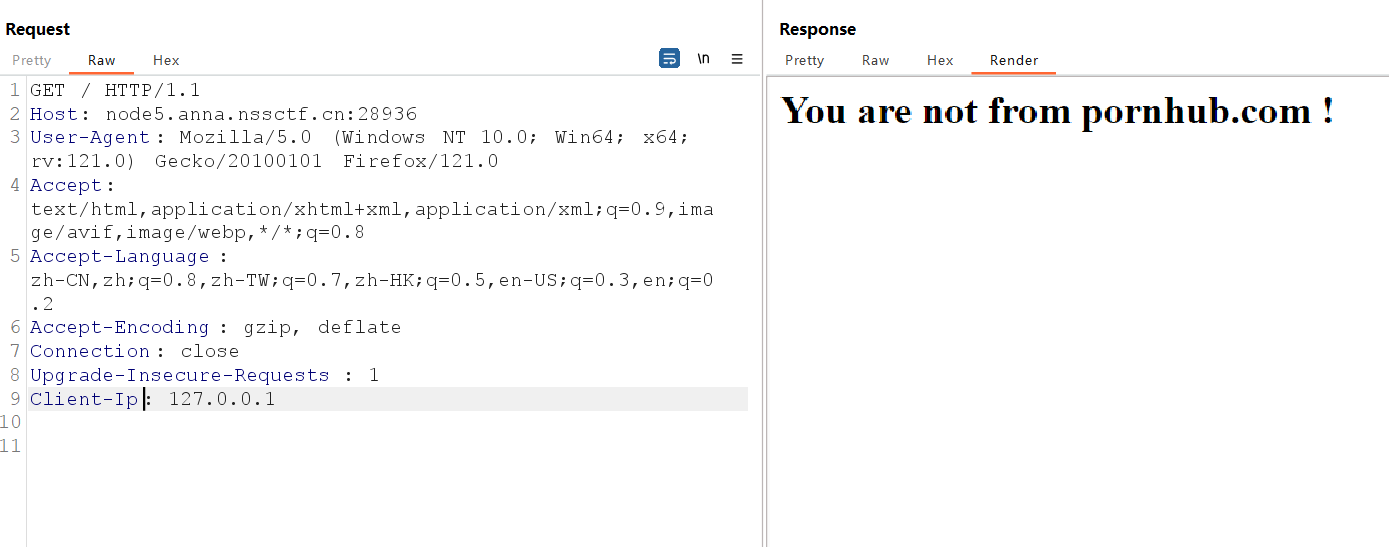 Request
Pretty Raw Hex \n
1 GET / HTTP/1.1
2 Host: node5.anna.nssctf.cn:28936
3 User-Agent: Mozilla/5.0 (Windows NT 10.0; Win64; x64;
rv:121.0) Gecko/20100101 Firefox/121.0
4 Accept:
text/html,application/xhtml+xml,application/xml;q=0.9,ima
ge/avif,image/webp,*/*;q=0.8
5 Accept-Language :
zh-CN,zh;q=0.8,zh-TW;q=0.7,zh-HK;q=0.5,en-US;q=0.3,en;q=0
.2
6 Accept-Encoding : gzip, deflate
7 Connection: close
8 Upgrade-Insecure-Requests : 1
9 Client-Ip: 127.0.0.1
10
11
Response
Pretty Raw Hex Render
You are not from pornhub.com !